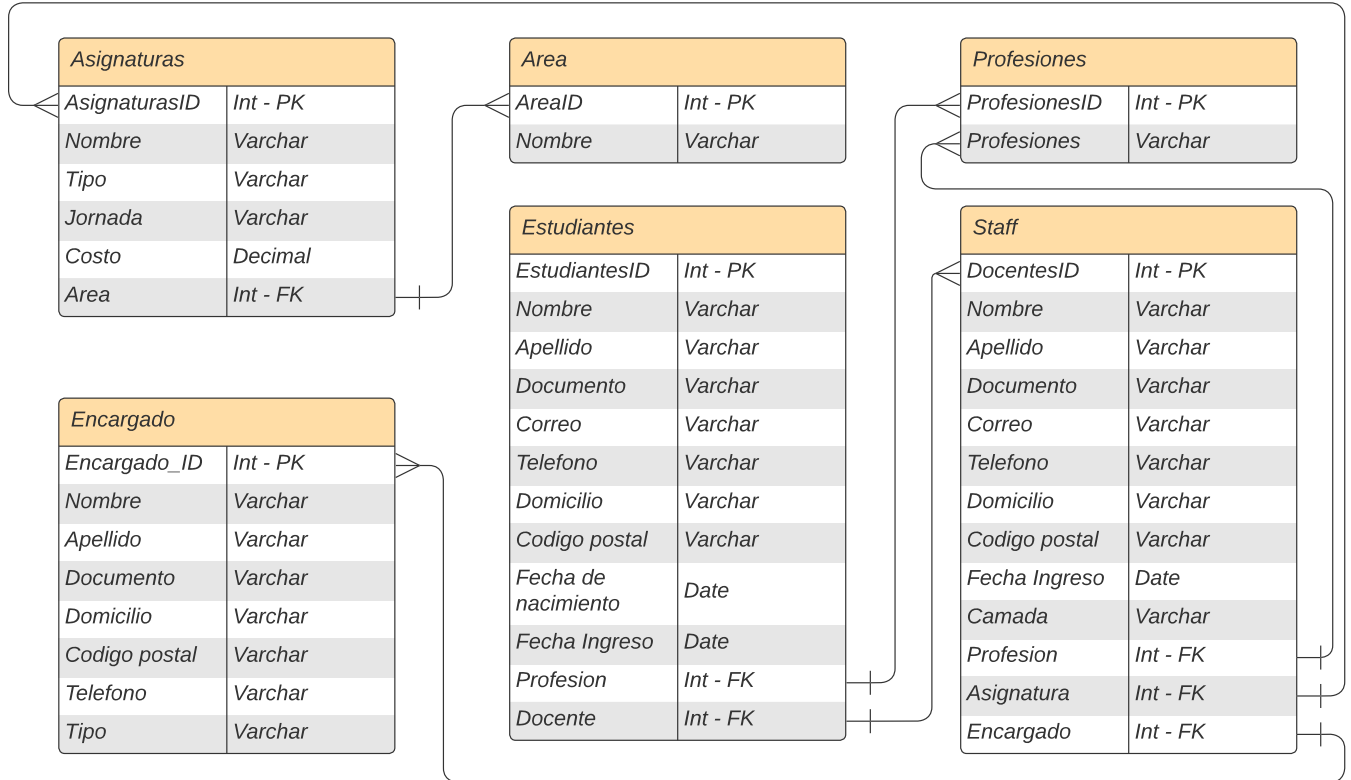 Asignaturas
AsignaturasID Int - PK
Nombre Varchar
Tipo Varchar
Jornada Varchar
Costo Decimal
Area Int - FK
Area
AreaID Int - PK
Nombre Varchar
Profesiones
ProfesionesID Int - PK
Profesiones Varchar
Encargado
Encargado_ID Int - PK
Nombre Varchar
Apellido Varchar
Documento Varchar
Domicilio Varchar
Codigo postal Varchar
Telefono Varchar
Tipo Varchar
Estudiantes
EstudiantesID Int - PK
Nombre Varchar
Apellido Varchar
Documento Varchar
Correo Varchar
Telefono Varchar
Domicilio Varchar
Codigo postal Varchar
Fecha de
nacimiento Date
Fecha Ingreso Date
Profesion Int - FK
Docente Int - FK
Staff
DocentesID Int - PK
Nombre Varchar
Apellido Varchar
Documento Varchar
Correo Varchar
Telefono Varchar
Domicilio Varchar
Codigo postal Varchar
Fecha Ingreso Date
Camada Varchar
Profesion Int - FK
Asignatura Int - FK
Encargado Int - FK